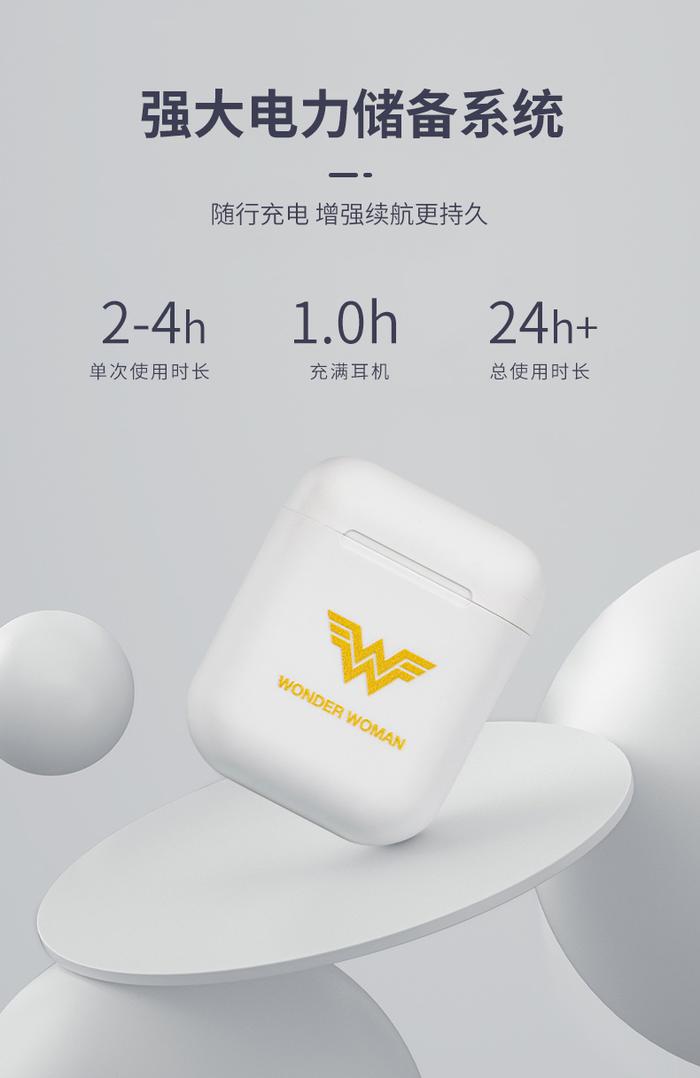 强大电力储备系统
随行充电 增强续航更持久
2-4h
1.0h
24h+
单次使用时长
充满耳机
总使用时长
WONDER WOMAN